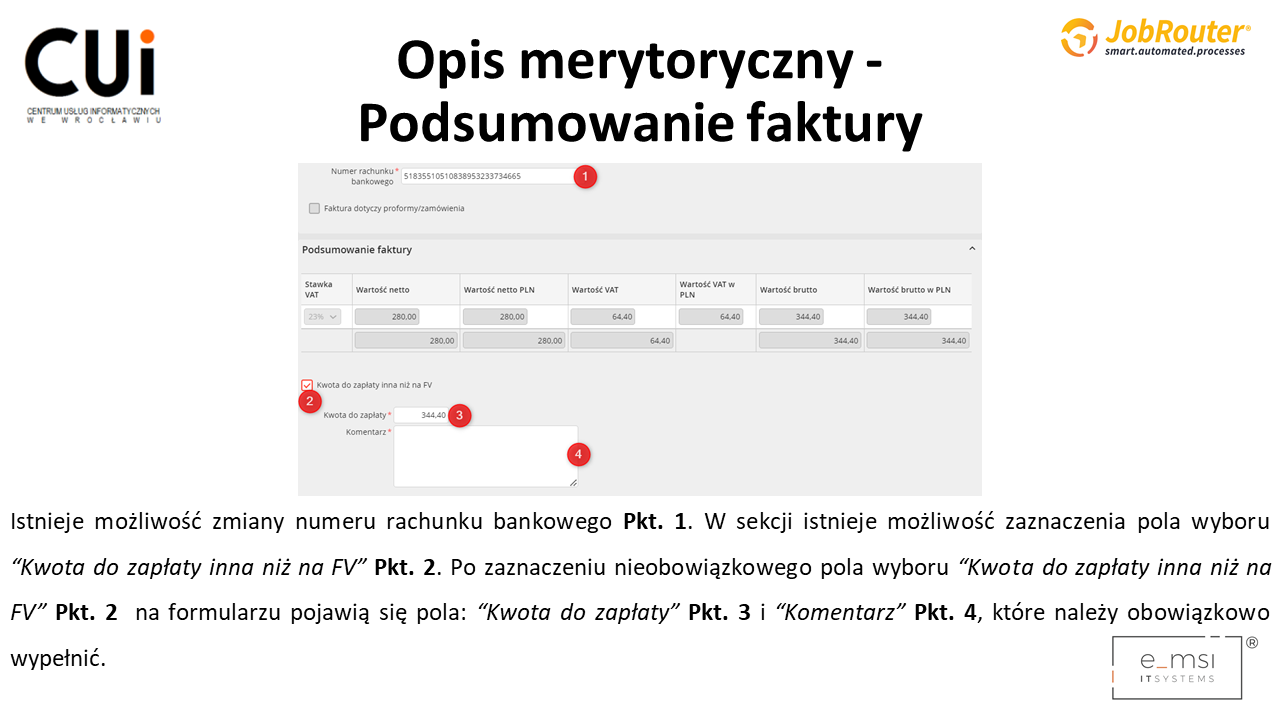 CUi
CENTRUM USŁUG INFORMATYCZNYCH
WE WROCŁAWIU
JobRouter®
smart.automated.processes
Opis merytoryczny -
Podsumowanie faktury
Numer rachunku * 51835510510838953233734665 1
bankowego
Faktura dotyczy proformy/zamówienia
Podsumowanie faktury
Stawka VAT Wartość netto Wartość netto PLN Wartość VAT Wartość VAT w PLN Wartość brutto Wartość brutto w PLN
23% 280,00 280,00 64,40 64,40 344,40 344,40
280,00 280,00 64,40 344,40 344,40
Kwota do zapłaty inna niż na FV
2
Kwota do zapłaty * 344,40 3
Komentarz *
4
Istnieje możliwość zmiany numeru rachunku bankowego Pkt. 1. W sekcji istnieje możliwość zaznaczenia pola wyboru
“Kwota do zapłaty inna niż na FV” Pkt. 2. Po zaznaczeniu nieobowiązkowego pola wyboru “Kwota do zapłaty inna niż na
FV” Pkt. 2 na formularzu pojawią się pola: “Kwota do zapłaty” Pkt. 3 i “Komentarz” Pkt. 4, które należy obowiązkowo
wypełnić.
e_msi ®
ITSYSTEMS